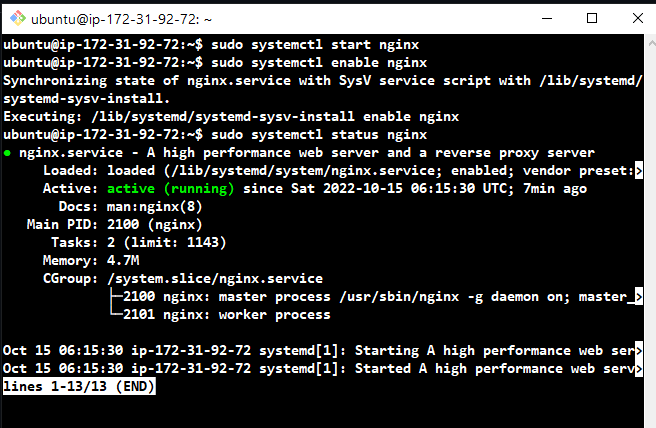 ubuntu@ip-172-31-92-72: ~
ubuntu@ip-172-31-92-72:~$ sudo systemctl start nginx
ubuntu@ip-172-31-92-72:~$ sudo systemctl enable nginx
Synchronizing state of nginx.service with SysV service script with /lib/systemd/
systemd-sysv-install.
Executing: /lib/systemd/systemd-sysv-install enable nginx
ubuntu@ip-172-31-92-72:~$ sudo systemctl status nginx
● nginx.service - A high performance web server and a reverse proxy server
Loaded: loaded (/lib/systemd/system/nginx.service; enabled; vendor preset:>
Active: active (running) since Sat 2022-10-15 06:15:30 UTC; 7min ago
Docs: man:nginx(8)
Main PID: 2100 (nginx)
Tasks: 2 (limit: 1143)
Memory: 4.7M
CGroup: /system.slice/nginx.service
├─2100 nginx: master process /usr/sbin/nginx -g daemon on; master_>
└─2101 nginx: worker process
Oct 15 06:15:30 ip-172-31-92-72 systemd[1]: Starting A high performance web ser>
Oct 15 06:15:30 ip-172-31-92-72 systemd[1]: Started A high performance web serv>
lines 1-13/13 (END)